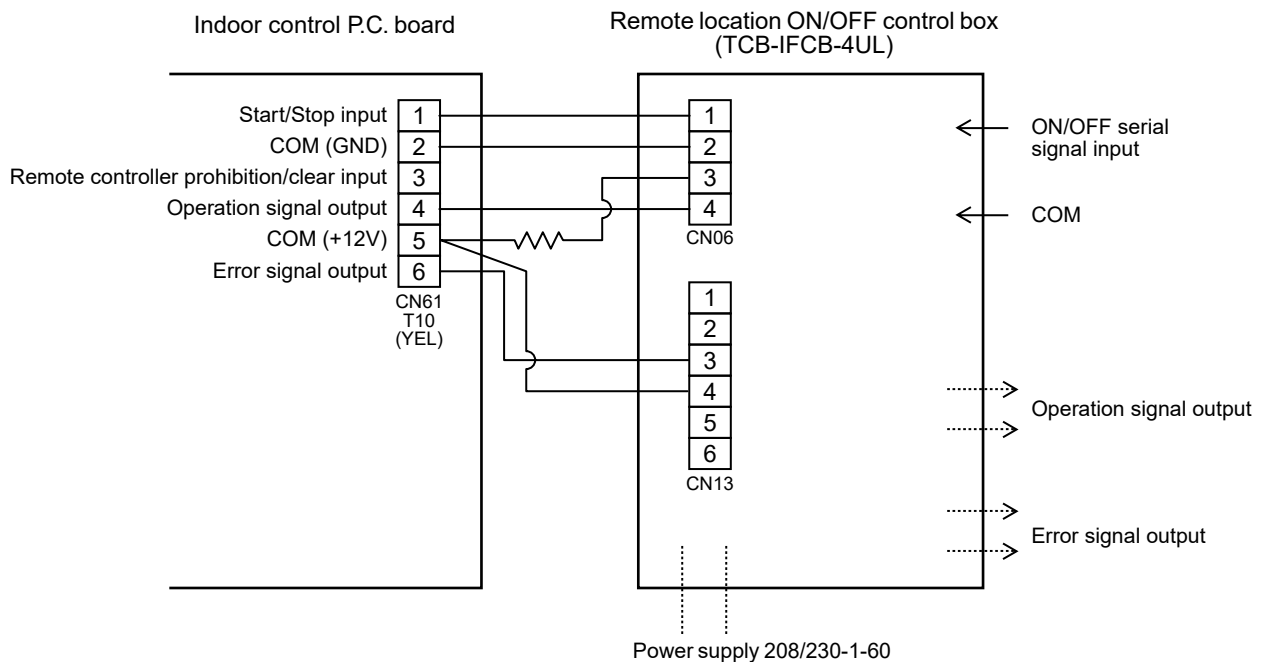 Indoor control P.C. board
Remote location ON/OFF control box
(TCB-IFCB-4UL)
Start/Stop input 1
COM (GND) 2
Remote controller prohibition/clear input 3
Operation signal output 4
COM (+12V) 5
Error signal output 6
CN61
T10
(YEL)
1
2
3
4
CN06
1
2
3
4
5
6
CN13
ON/OFF serial
signal input
COM
Operation signal output
Error signal output
Power supply 208/230-1-60